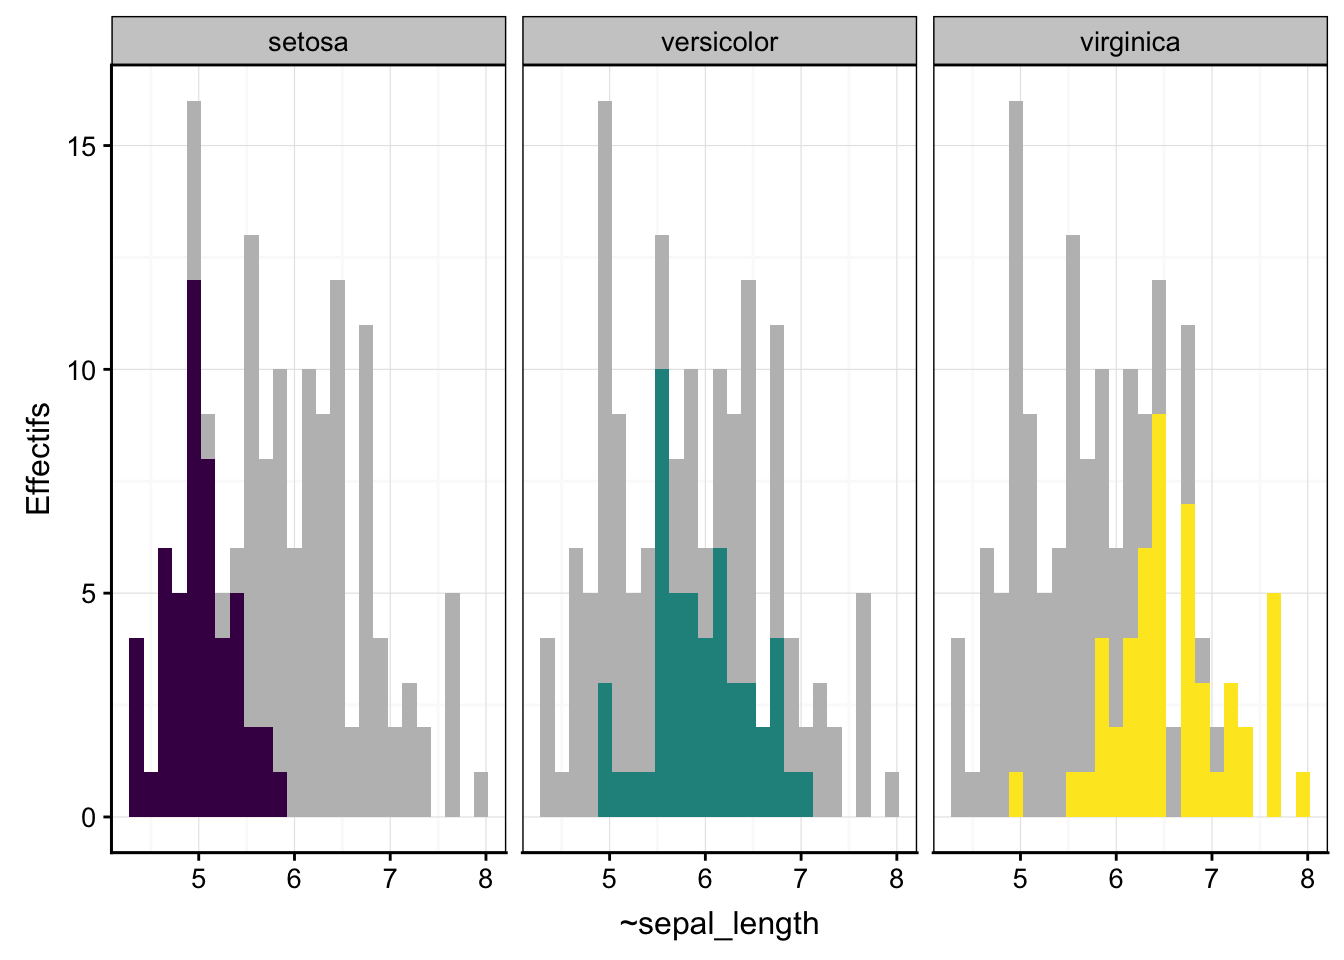 setosa versicolor virginica
15
10
5
0
Effectifs
5 6 7 8 5 6 7 8 5 6 7 8
~sepal_length